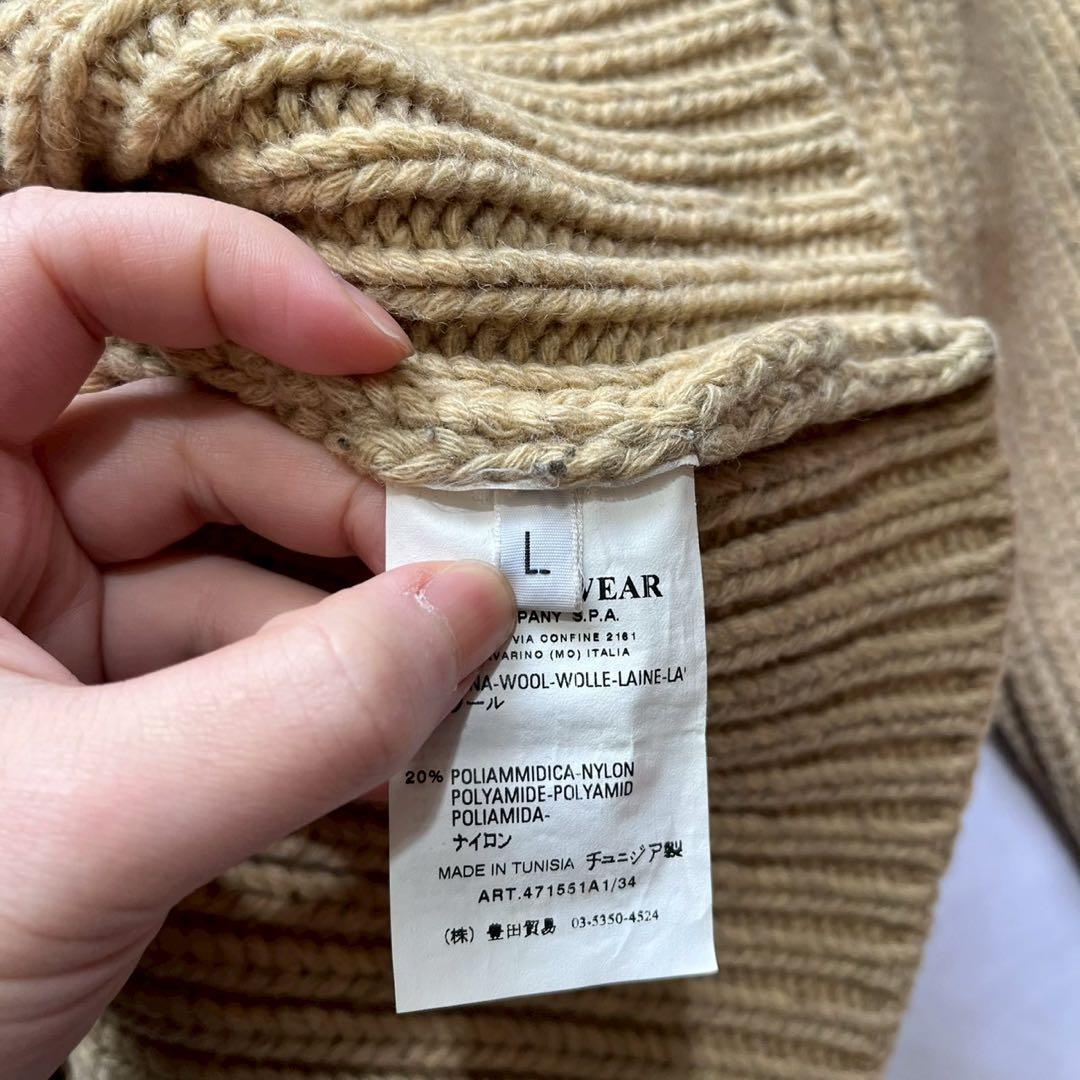 L
WEAR
PANY S.P.A.
VIA CONFINE 2161
VARINO (MO) ITALIA
NA-WOOL-WOLLE-LAINE-LA'
ウール
20% POLIAMMIDICA-NYLON
POLYAMIDE-POLYAMID
POLIAMIDA-
ナイロン
MADE IN TUNISIA チュニジア製
ART.471551A1/34
(株) 豊田貿易 03-5350-4524